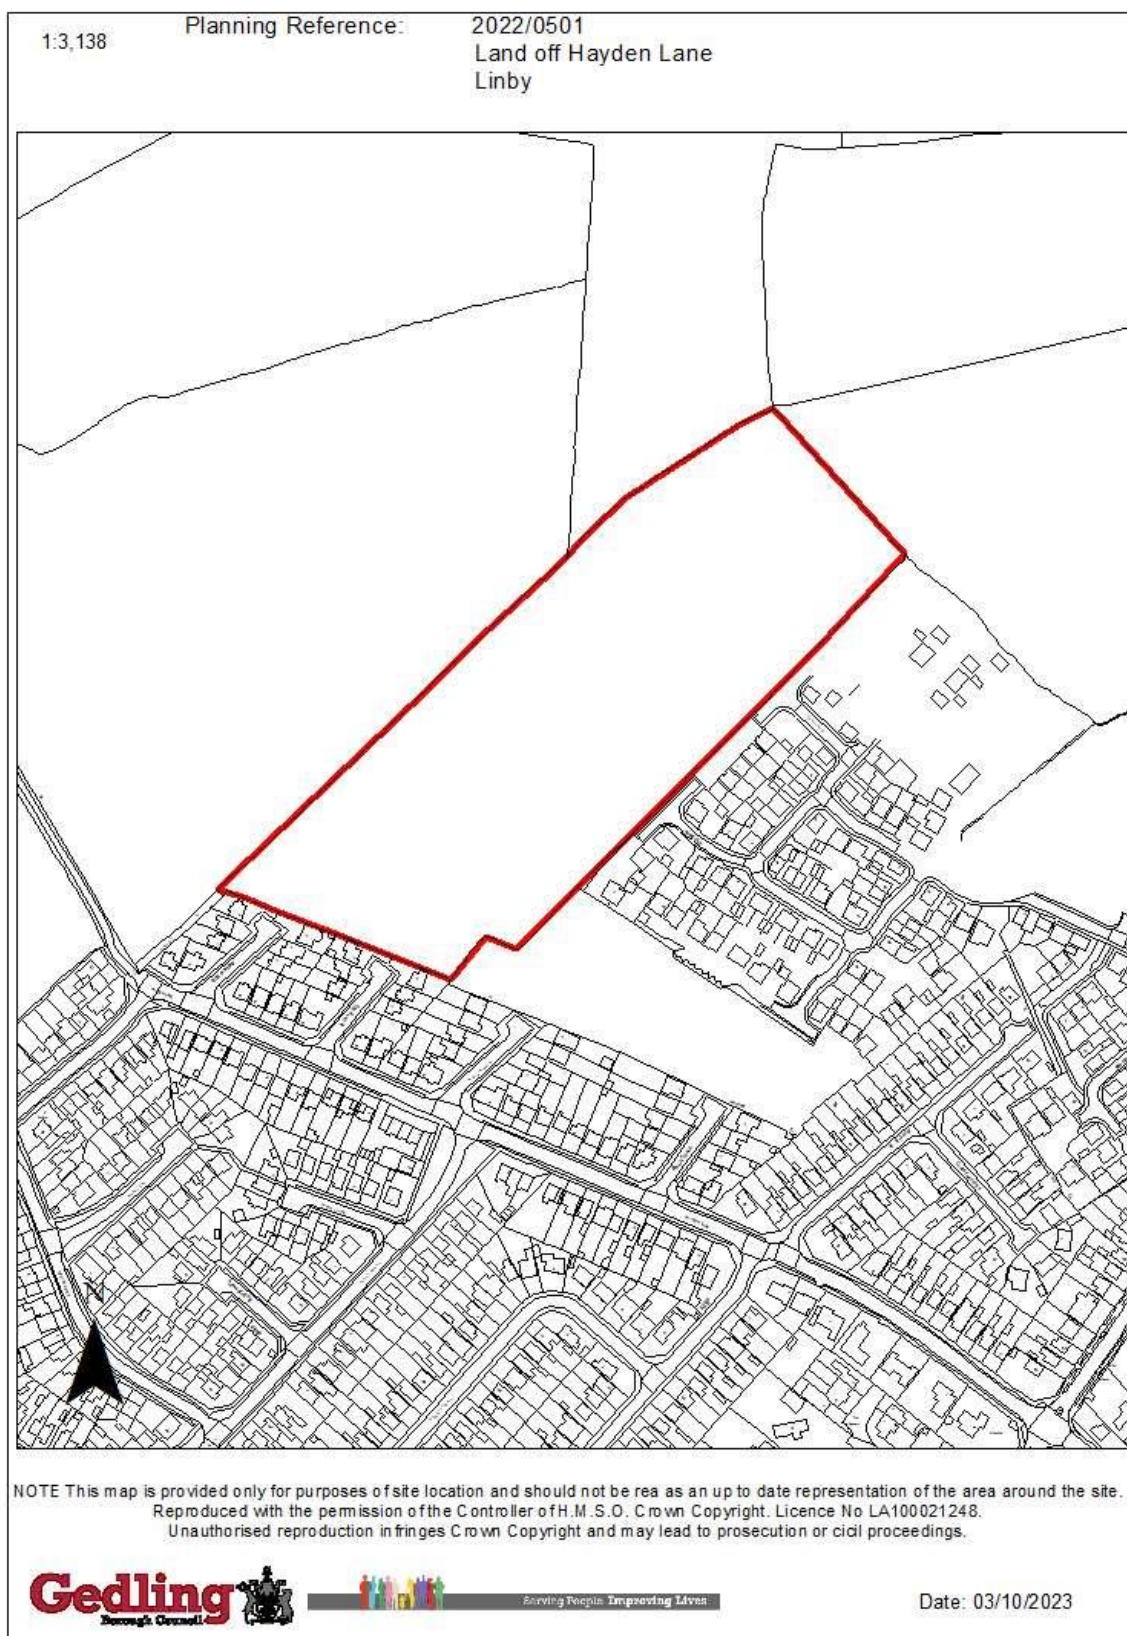 1:3,138
Planning Reference: 2022/0501
Land off Hayden Lane
Linby
N
NOTE This map is provided only for purposes of site location and should not be rea as an up to date representation of the area around the site.
Reproduced with the permission of the Controller of H.M.S.O. Crown Copyright. Licence No LA100021248.
Unauthorised reproduction infringes Crown Copyright and may lead to prosecution or cicil proceedings.
Gedling
Borough Council
Serving People Improving Lives
Date: 03/10/2023